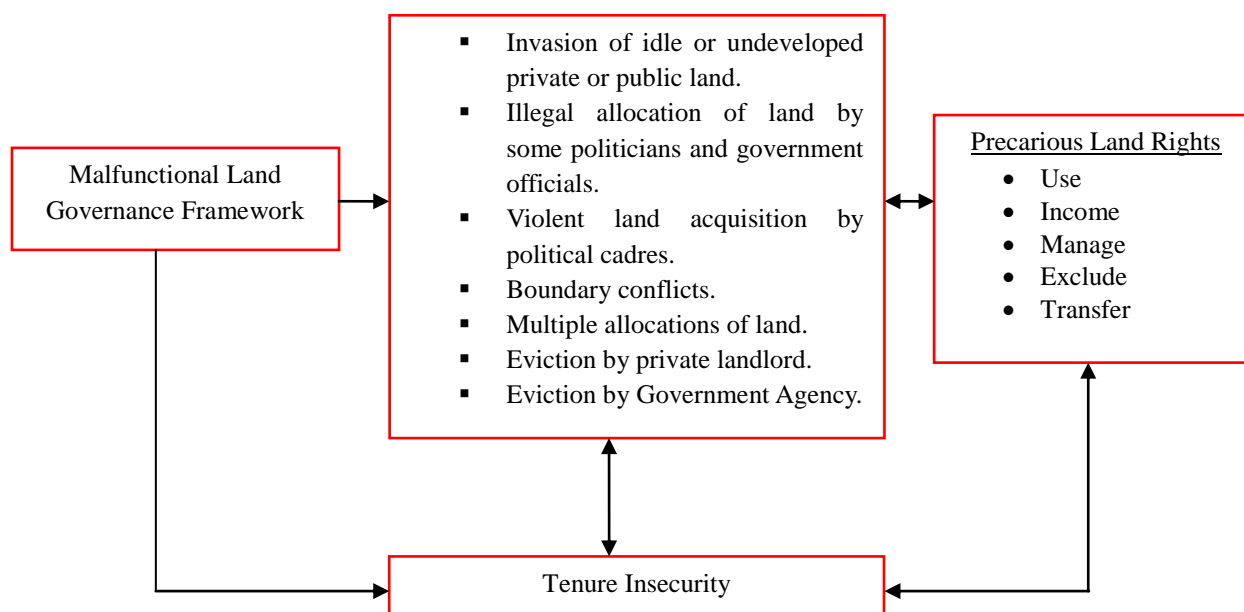 Malfunctional Land
Governance Framework
▪ Invasion of idle or undeveloped
private or public land.
▪ Illegal allocation of land by
some politicians and government
officials.
▪ Violent land acquisition by
political cadres.
▪ Boundary conflicts.
▪ Multiple allocations of land.
▪ Eviction by private landlord.
▪ Eviction by Government Agency.
Precarious Land Rights
• Use
• Income
• Manage
• Exclude
• Transfer
Tenure Insecurity